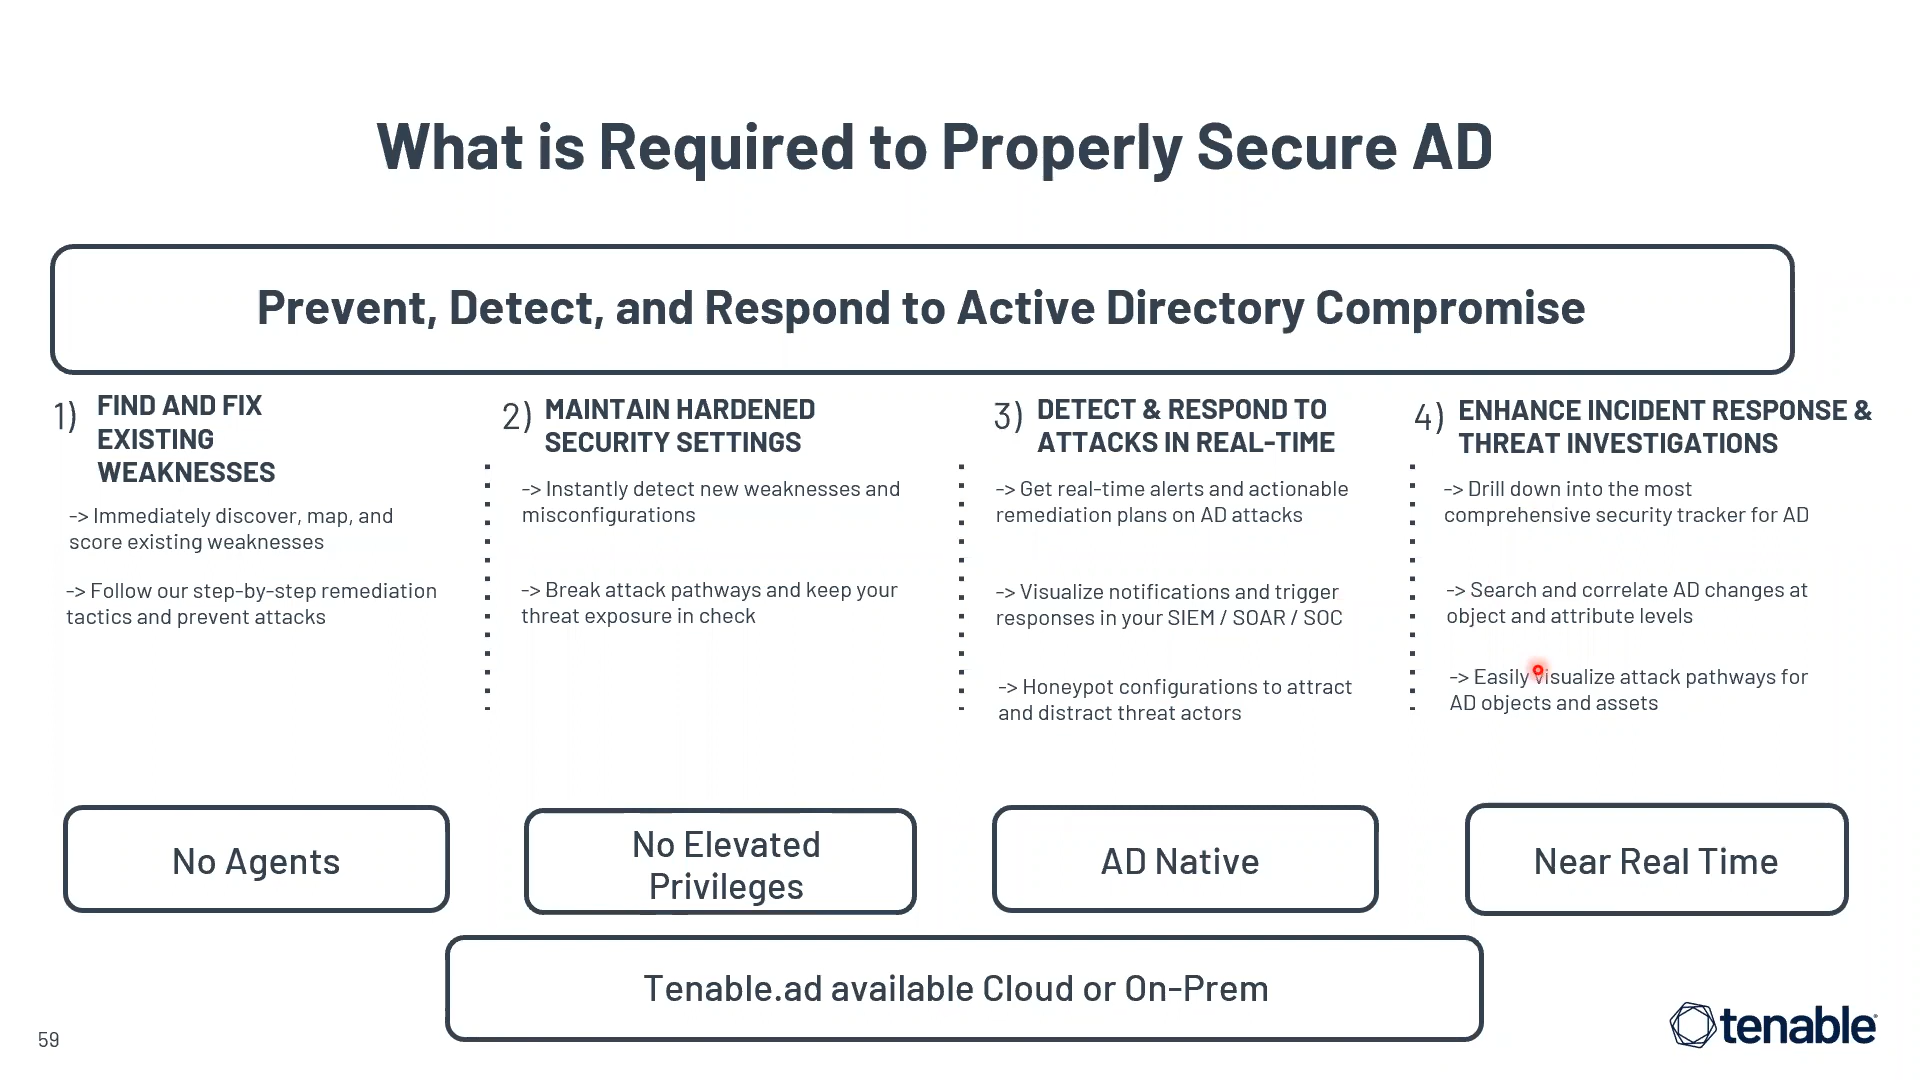 What is Required to Properly Secure AD
Prevent, Detect, and Respond to Active Directory Compromise
1)
FIND AND FIX
EXISTING
WEAKNESSES
-> Immediately discover, map, and
score existing weaknesses
-> Follow our step-by-step remediation
tactics and prevent attacks
2)
MAINTAIN HARDENED
SECURITY SETTINGS
-> Instantly detect new weaknesses and
misconfigurations
-> Break attack pathways and keep your
threat exposure in check
3)
DETECT & RESPOND TO
ATTACKS IN REAL-TIME
-> Get real-time alerts and actionable
remediation plans on AD attacks
-> Visualize notifications and trigger
responses in your SIEM / SOAR / SOC
-> Honeypot configurations to attract
and distract threat actors
4)
ENHANCE INCIDENT RESPONSE &
THREAT INVESTIGATIONS
-> Drill down into the most
comprehensive security tracker for AD
-> Search and correlate AD changes at
object and attribute levels
-> Easily visualize attack pathways for
AD objects and assets
No Agents
No Elevated
Privileges
AD Native
Near Real Time
Tenable.ad available Cloud or On-Prem
59
tenable